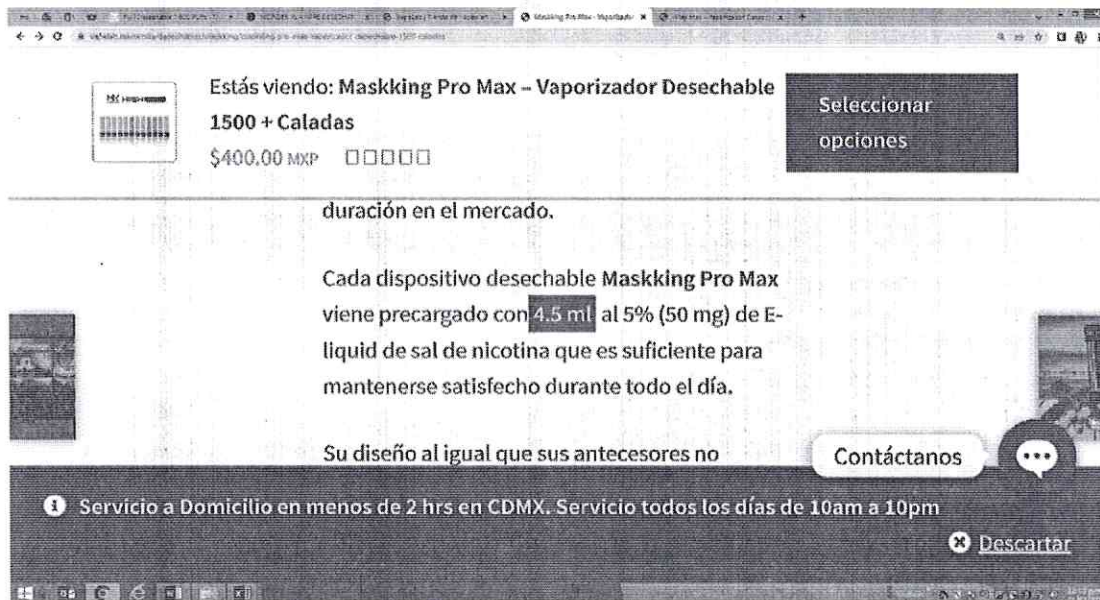 Estás viendo: Maskking Pro Max – Vaporizador Desechable
1500 + Caladas
$400.00 MXP
Seleccionar
opciones
duración en el mercado.
Cada dispositivo desechable Maskking Pro Max
viene precargado con 4.5 ml al 5% (50 mg) de E-
liquid de sal de nicotina que es suficiente para
mantenerse satisfecho durante todo el día.
Su diseño al igual que sus antecesores no
Contáctanos
Servicio a Domicilio en menos de 2 hrs en CDMX. Servicio todos los días de 10am a 10pm
Descartar